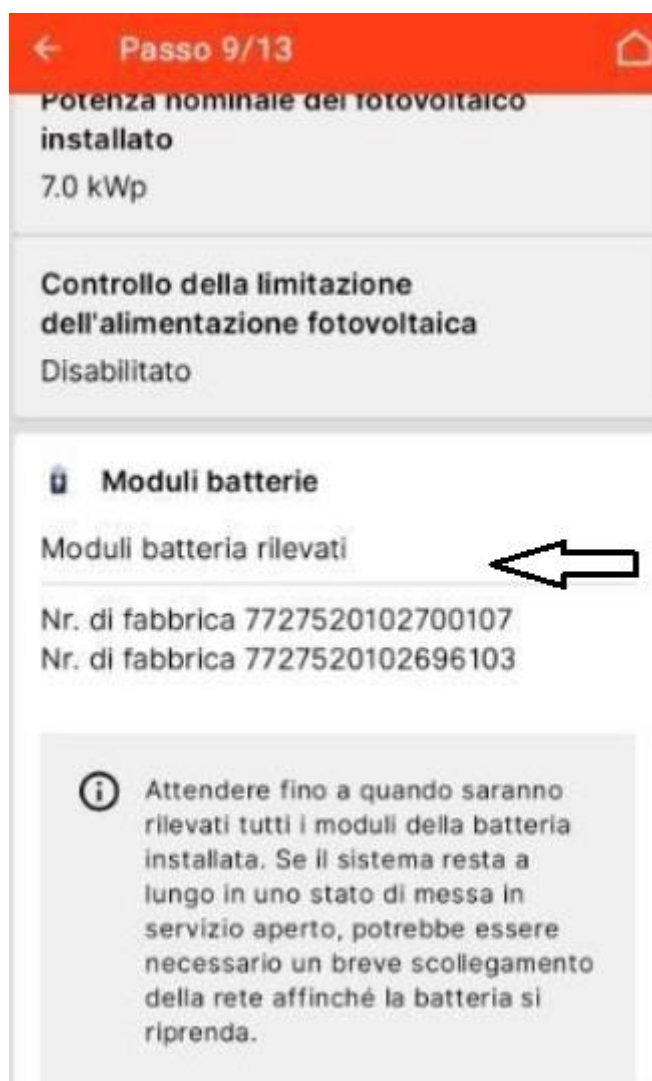 Passo 9/13
Potenza nominale del fotovoltaico
installato
7.0 kWp
Controllo della limitazione
dell'alimentazione fotovoltaica
Disabilitato
Moduli batterie
Moduli batteria rilevati
Nr. di fabbrica 7727520102700107
Nr. di fabbrica 7727520102696103
Attendere fino a quando saranno
rilevati tutti i moduli della batteria
installata. Se il sistema resta a
lungo in uno stato di messa in
servizio aperto, potrebbe essere
necessario un breve scollegamento
della rete affinché la batteria si
riprenda.